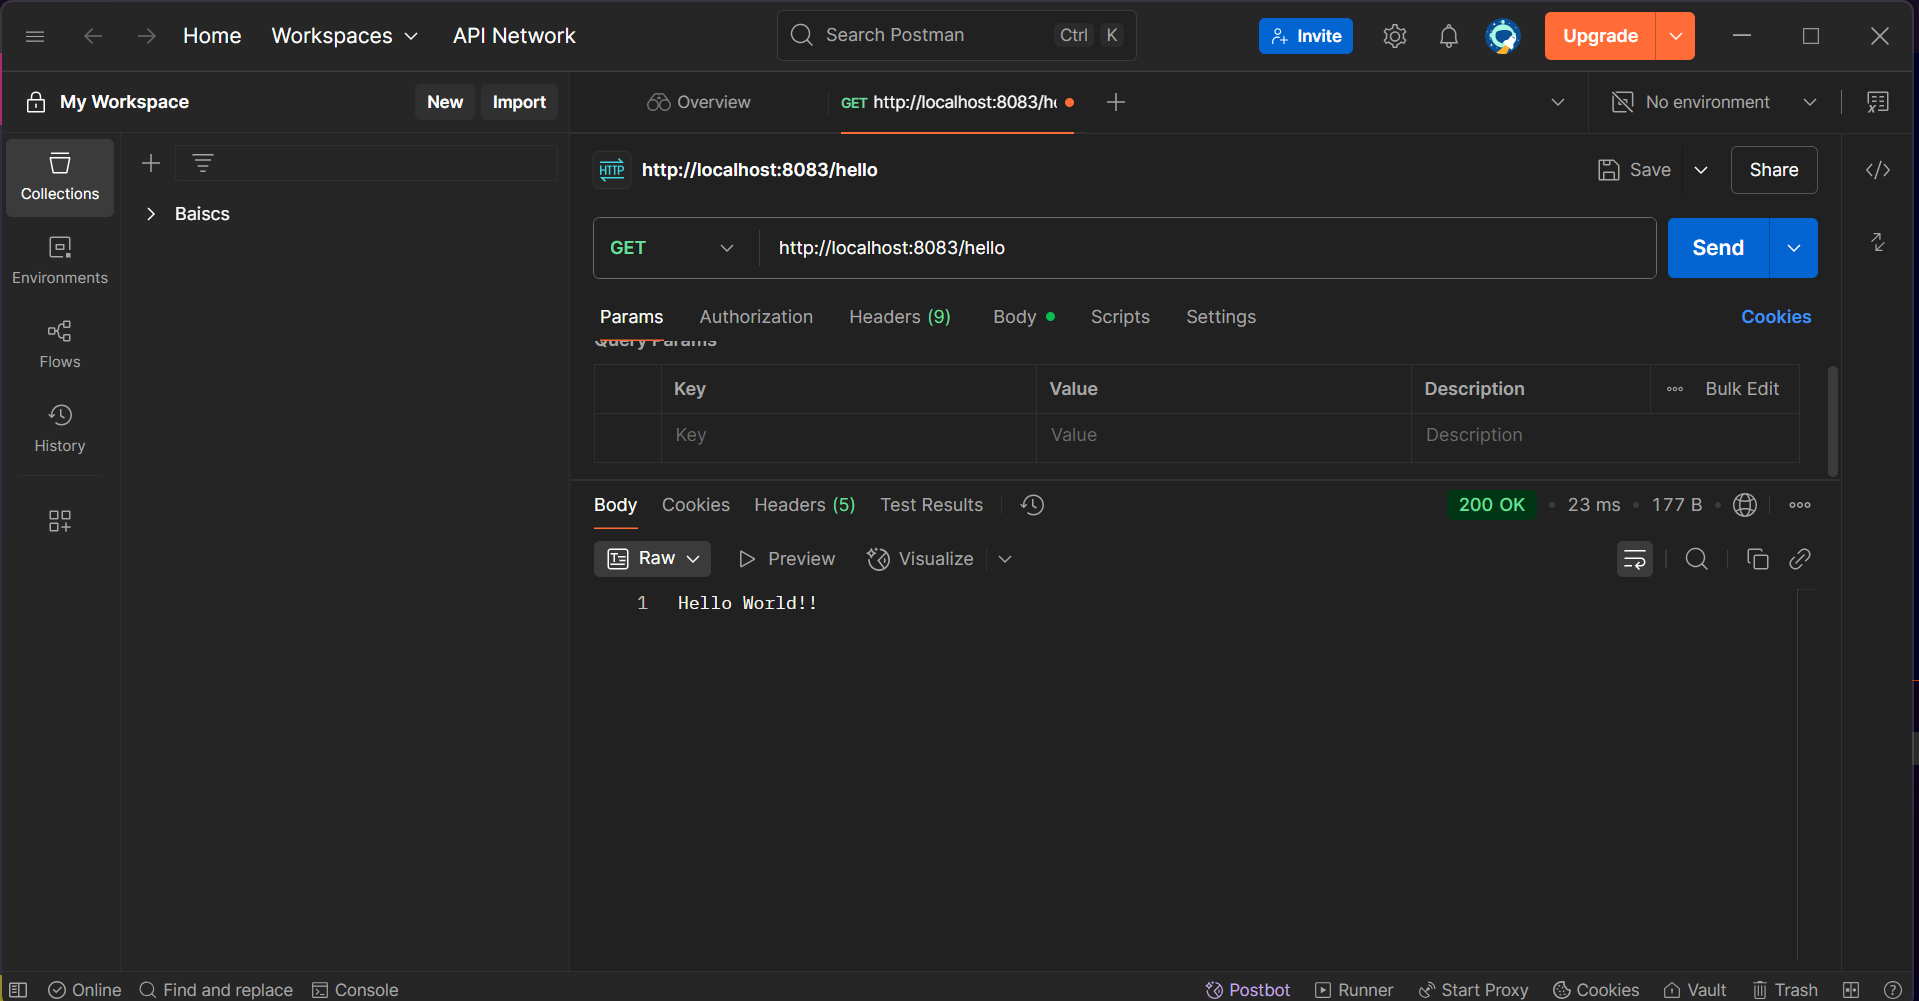 Home Workspaces API Network Search Postman Ctrl K Invite Upgrade
My Workspace New Import Overview GET http://localhost:8083/h No environment
Collections
Environments
Flows
History
Baiscs
HTTP http://localhost:8083/hello Save Share
GET http://localhost:8083/hello Send
Params Authorization Headers (9) Body Scripts Settings Cookies
Query Params
Key Value Description Bulk Edit
Key Value Description
Body Cookies Headers (5) Test Results 200 OK 23 ms 177 B
Raw Preview Visualize
1 Hello World!!
Online Find and replace Console Postbot Runner Start Proxy Cookies Vault Trash